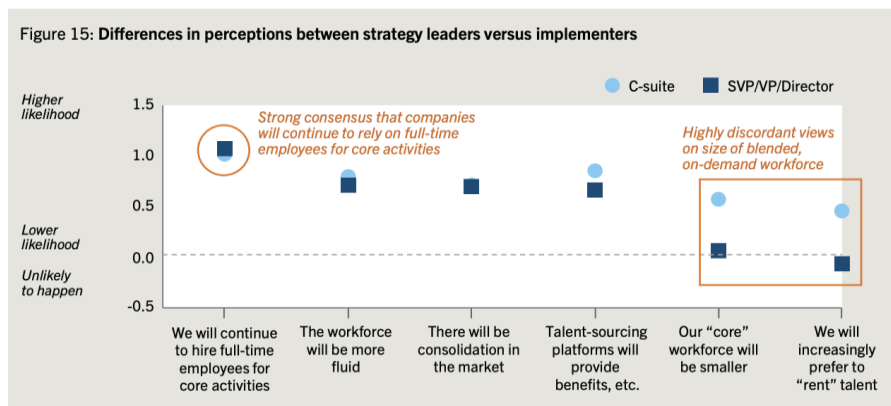 Figure 15: Differences in perceptions between strategy leaders versus implementers
C-suite
SVP/VP/Director
Higher
likelihood
Lower
likelihood
Unlikely
to happen
1.5
1.0
0.5
0.0
-0.5
Strong consensus that companies
will continue to rely on full-time
employees for core activities
Highly discordant views
on size of blended,
on-demand workforce
We will continue
to hire full-time
employees for
core activities
The workforce
will be more
fluid
There will be
consolidation in
the market
Talent-sourcing
platforms will
provide
benefits, etc.
Our “core”
workforce will
be smaller
We will
increasingly
prefer to
“rent” talent